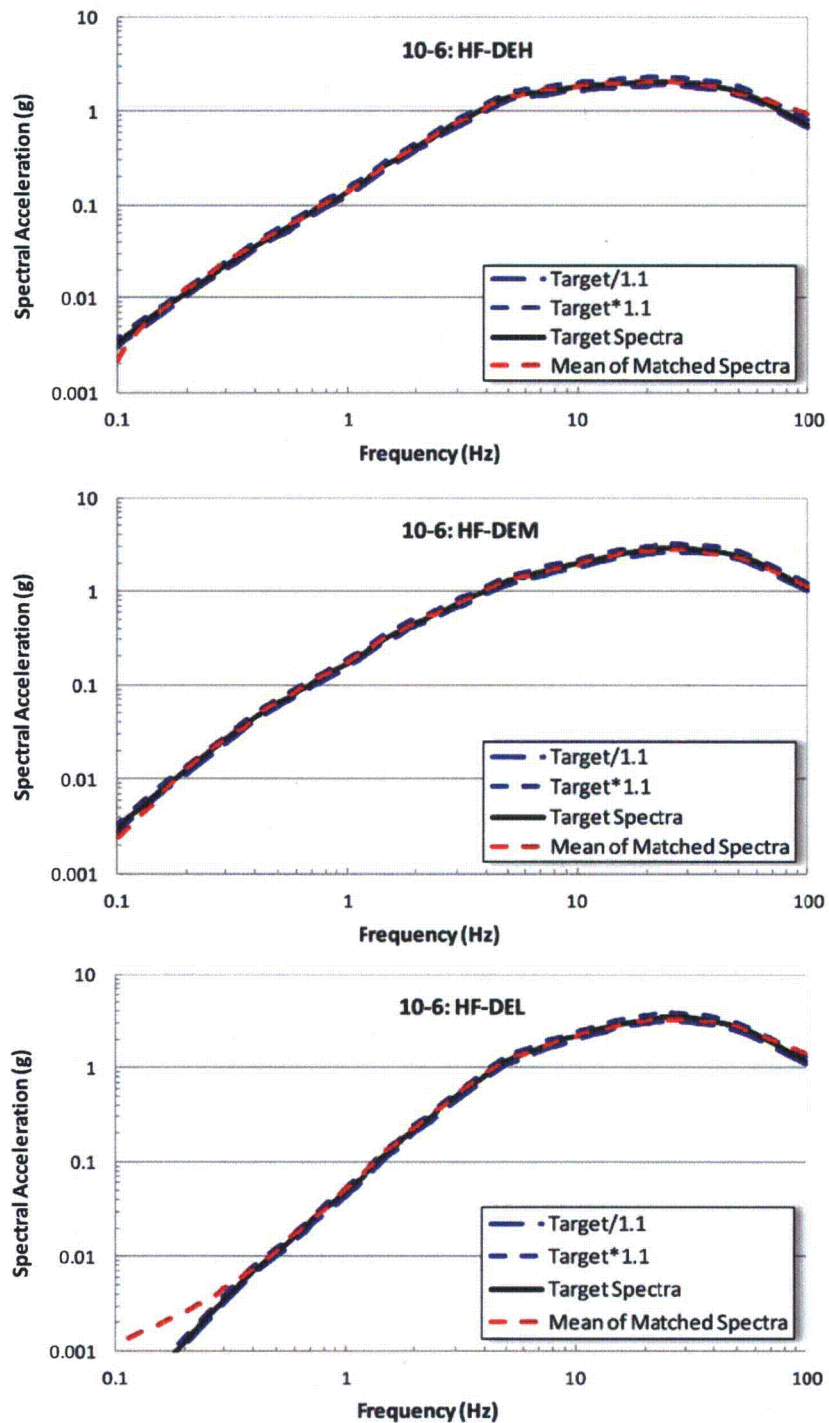 10
10-6: HF-DEH
1
0.1
0.01
0.001
Spectral Acceleration (g)
Target/1.1
Target*1.1
Target Spectra
Mean of Matched Spectra
0.1
1
10
100
Frequency (Hz)
10
10-6: HF-DEM
1
0.1
0.01
0.001
Spectral Acceleration (g)
Target/1.1
Target*1.1
Target Spectra
Mean of Matched Spectra
0.1
1
10
100
Frequency (Hz)
10
10-6: HF-DEL
1
0.1
0.01
0.001
Spectral Acceleration (g)
Target/1.1
Target*1.1
Target Spectra
Mean of Matched Spectra
0.1
1
10
100
Frequency (Hz)